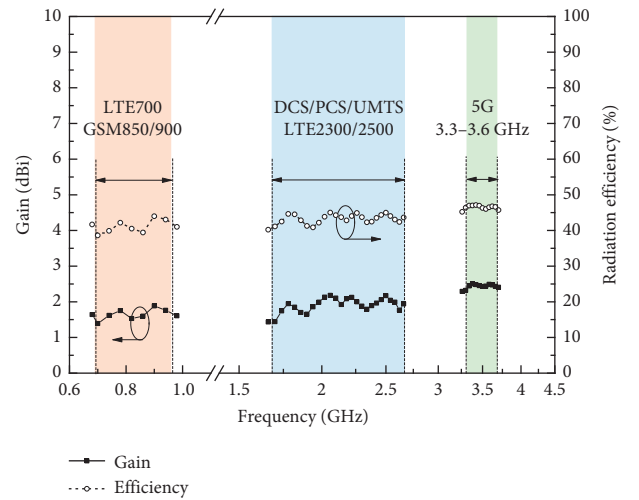 10
9
8
7
6
5
4
3
2
1
0
Gain (dBi)
100
90
80
70
60
50
40
30
20
10
0
Radiation efficiency (%)
LTE700
GSM850/900
DCS/PCS/UMTS
LTE2300/2500
5G
3.3–3.6 GHz
0.6 0.8 1.0 1.5 2 2.5 3 3.5 4 4.5
Frequency (GHz)
Gain
Efficiency